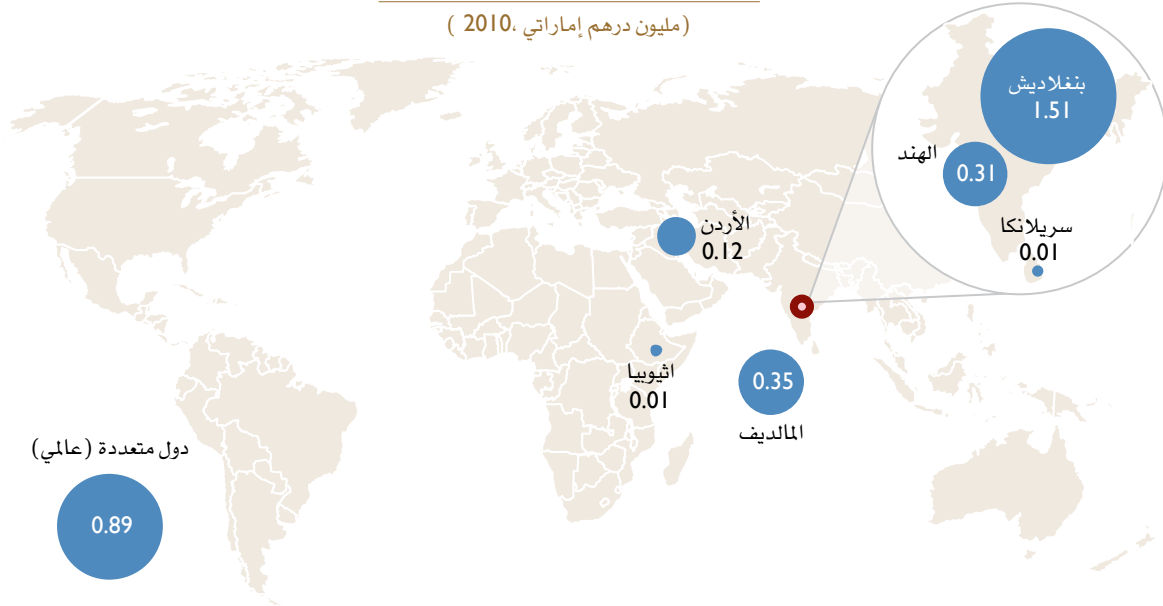 (مليون درهم إماراتي ،2010 )
بنغلاديش
1.51
الهند
0.31
سريلانكا
0.01
الأردن
0.12
اثيوبيا
0.01
0.35
المالديف
دول متعددة (عالمي)
0.89